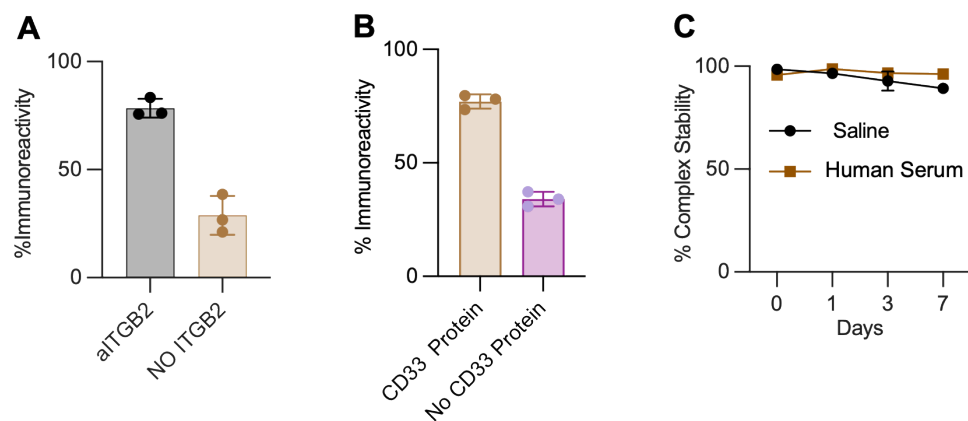 A
%Immunoreactivity
100
50
0
aITGB2
NO ITGB2
B
% Immunoreactivity
100
50
0
CD33 Protein
No CD33 Protein
C
% Complex Stability
100
50
0
Saline
Human Serum
0 1 3 7
Days